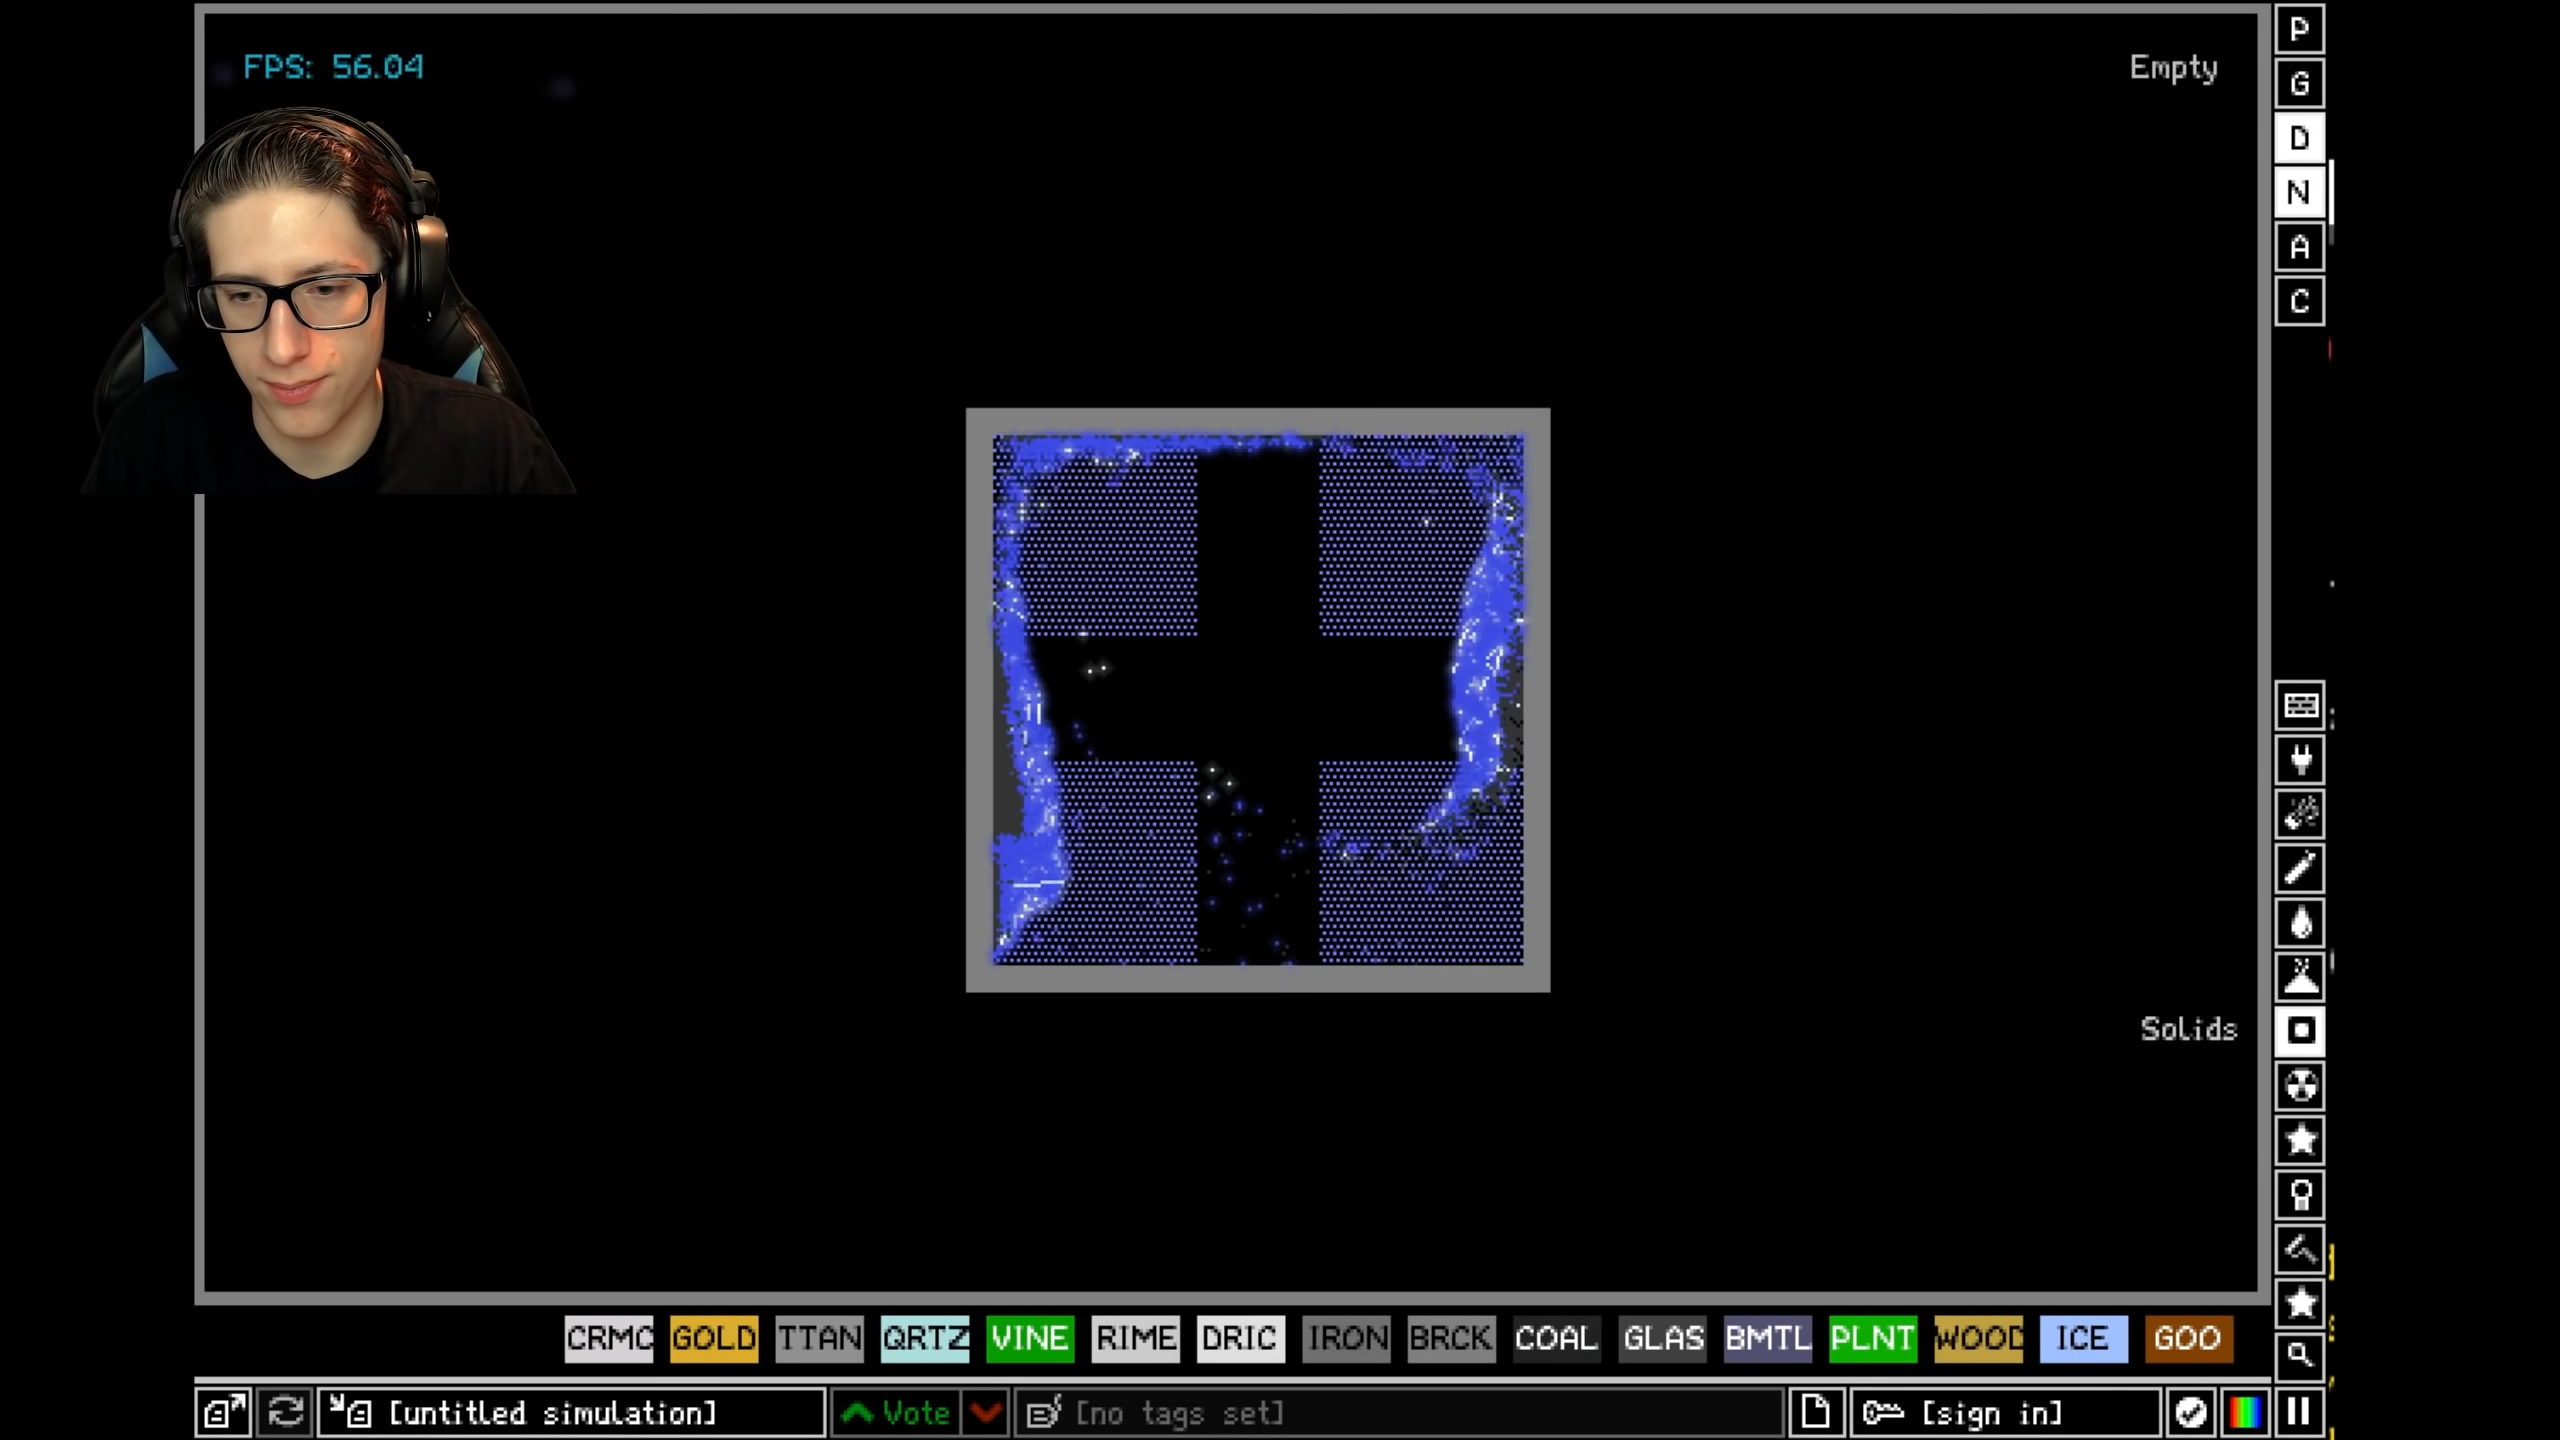 P
FPS: 56.04
Empty
G
D
N
A
C
Solids
CRMC GOLD TTAN QRTZ VINE RIME DRIC IRON BRCK COAL GLAS BMTL PLNT WOOD ICE GOO
[untitled simulation] Vote [no tags set] [sign in]